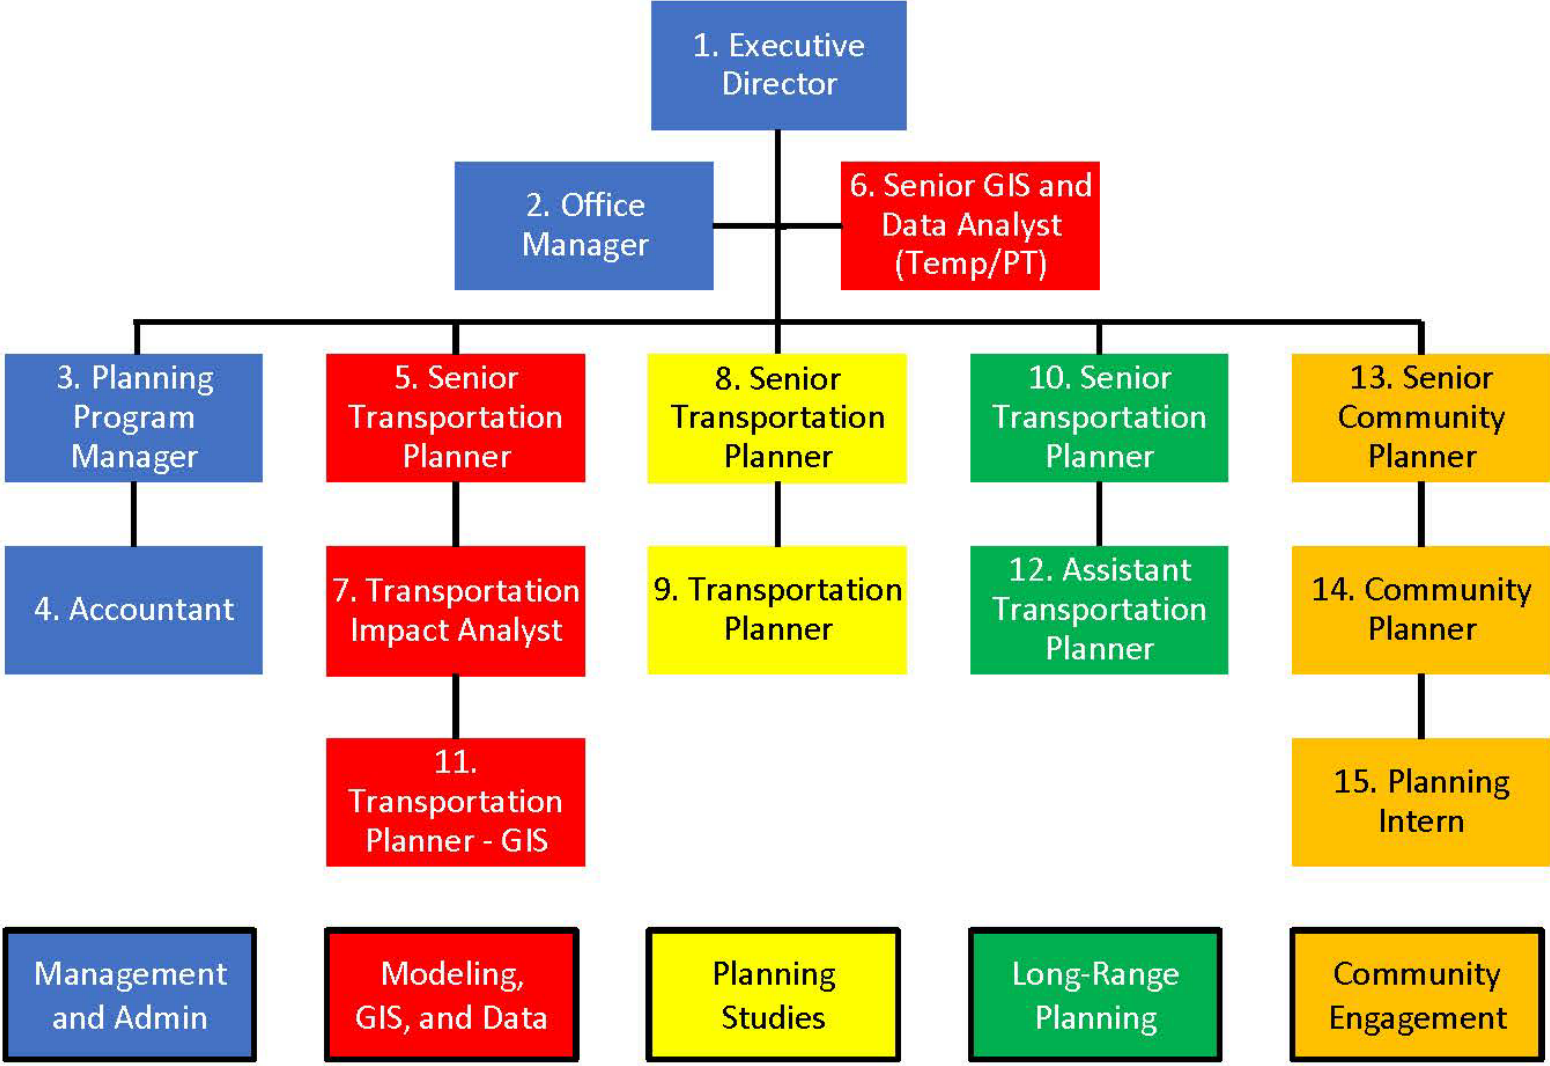 1. Executive
Director
2. Office
Manager
6. Senior GIS and
Data Analyst
(Temp/PT)
3. Planning
Program
Manager
5. Senior
Transportation
Planner
8. Senior
Transportation
Planner
10. Senior
Transportation
Planner
13. Senior
Community
Planner
4. Accountant
7. Transportation
Impact Analyst
9. Transportation
Planner
12. Assistant
Transportation
Planner
14. Community
Planner
11.
Transportation
Planner - GIS
15. Planning
Intern
Management
and Admin
Modeling,
GIS, and Data
Planning
Studies
Long-Range
Planning
Community
Engagement